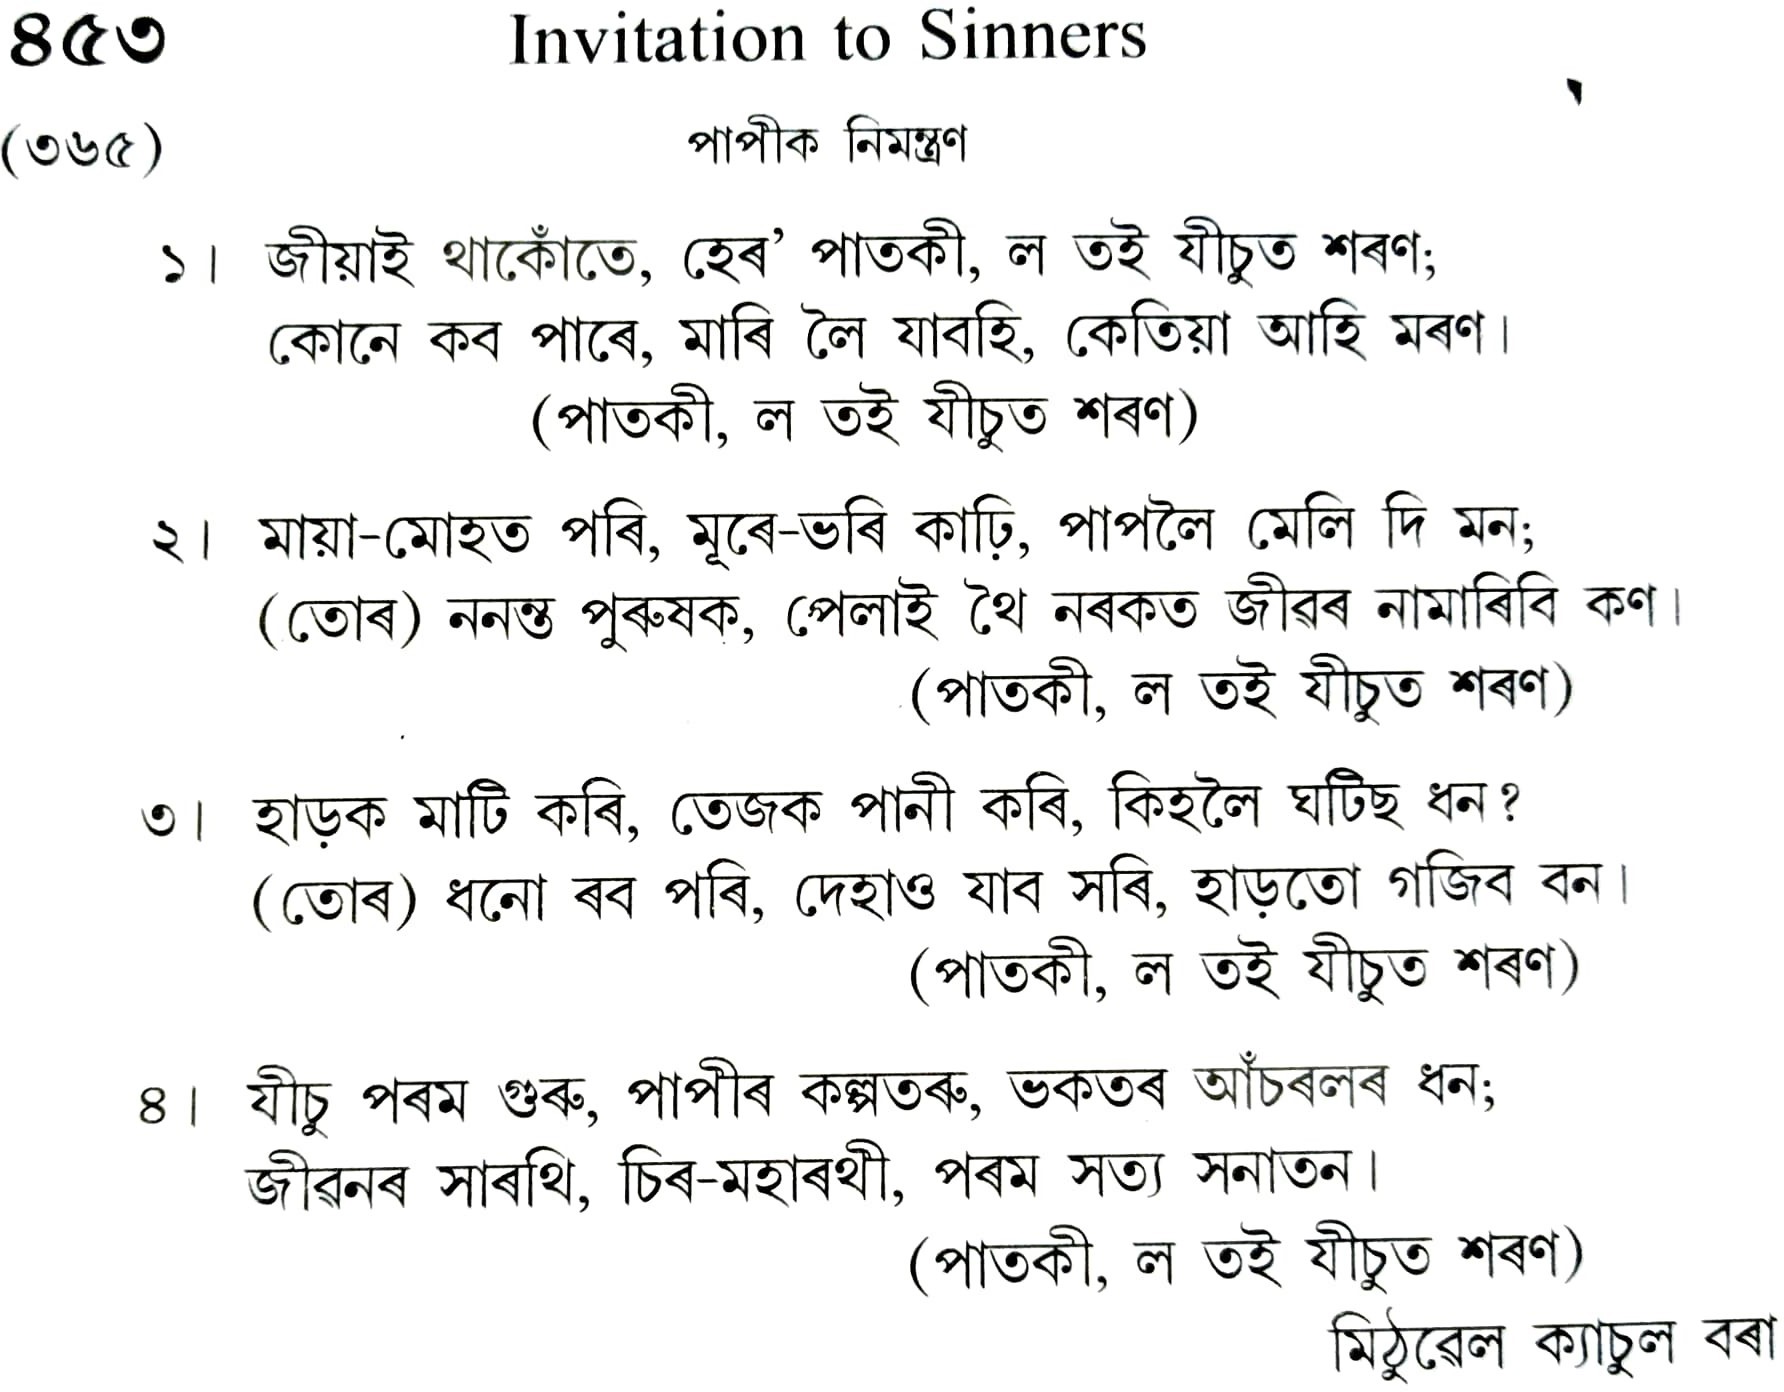 ৪৫৩ Invitation to Sinners
(৩৬৫) পাপীক নিমন্ত্ৰণ
১। জীয়াই থাকোঁতে, হেৰ’ পাতকী, ল তই যীচুত শৰণ;
কোনে কব পাৰে, মাৰি লৈ যাবহি, কেতিয়া আহি মৰণ।
(পাতকী, ল তই যীচুত শৰণ)
২। মায়া-মোহত পৰি, মূৰে-ভৰি কাঢ়ি, পাপলৈ মেলি দি মন;
(তোৰ) ননন্ত পুৰুষক, পেলাই থৈ নৰকত জীৱৰ নামাৰিবি কণ।
(পাতকী, ল তই যীচুত শৰণ)
৩। হাড়ক মাটি কৰি, তেজক পানী কৰি, কিহলৈ ঘটিছ ধন?
(তোৰ) ধনো ৰব পৰি, দেহাও যাব সৰি, হাড়তো গজিব বন।
(পাতকী, ল তই যীচুত শৰণ)
৪। যীচু পৰম গুৰু, পাপীৰ কল্পতৰু, ভকতৰ আঁচৰলৰ ধন;
জীৱনৰ সাৰথি, চিৰ-মহাৰথী, পৰম সত্য সনাতন।
(পাতকী, ল তই যীচুত শৰণ)
মিঠুৱেল ক্যাচুল বৰা